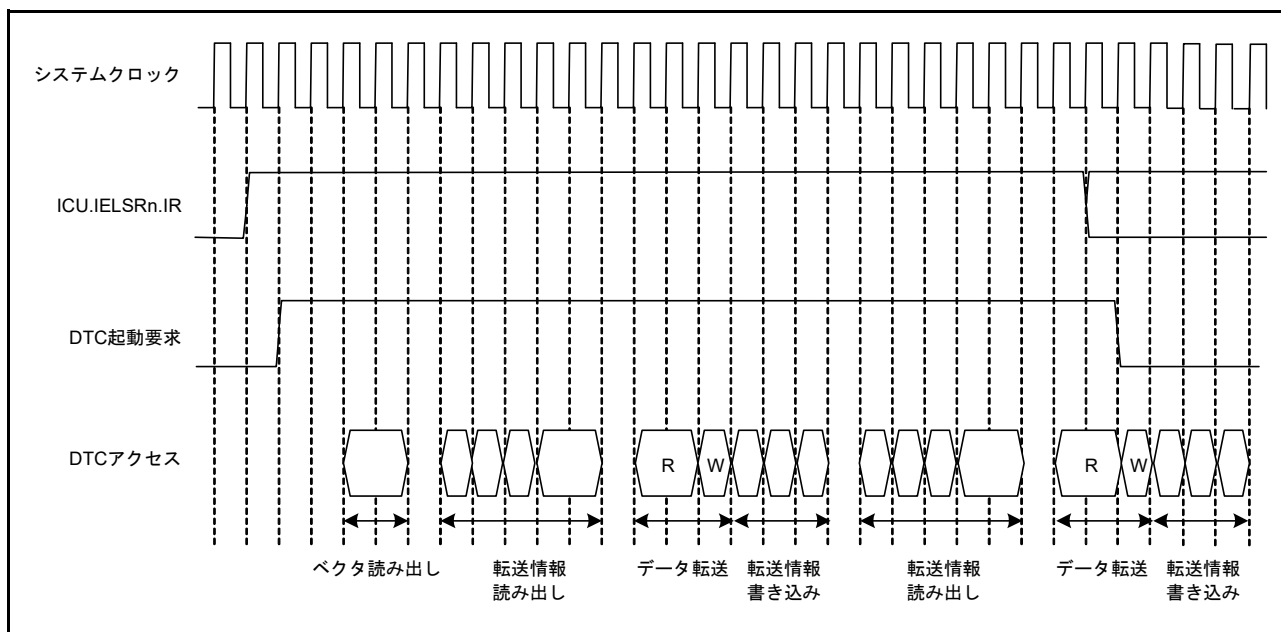 システムクロック
ICU.IELSRn.IR
DTC起動要求
DTCアクセス
R
W
R
W
ベクタ読み出し
転送情報
読み出し
データ転送
転送情報
書き込み
転送情報
読み出し
データ転送
転送情報
書き込み